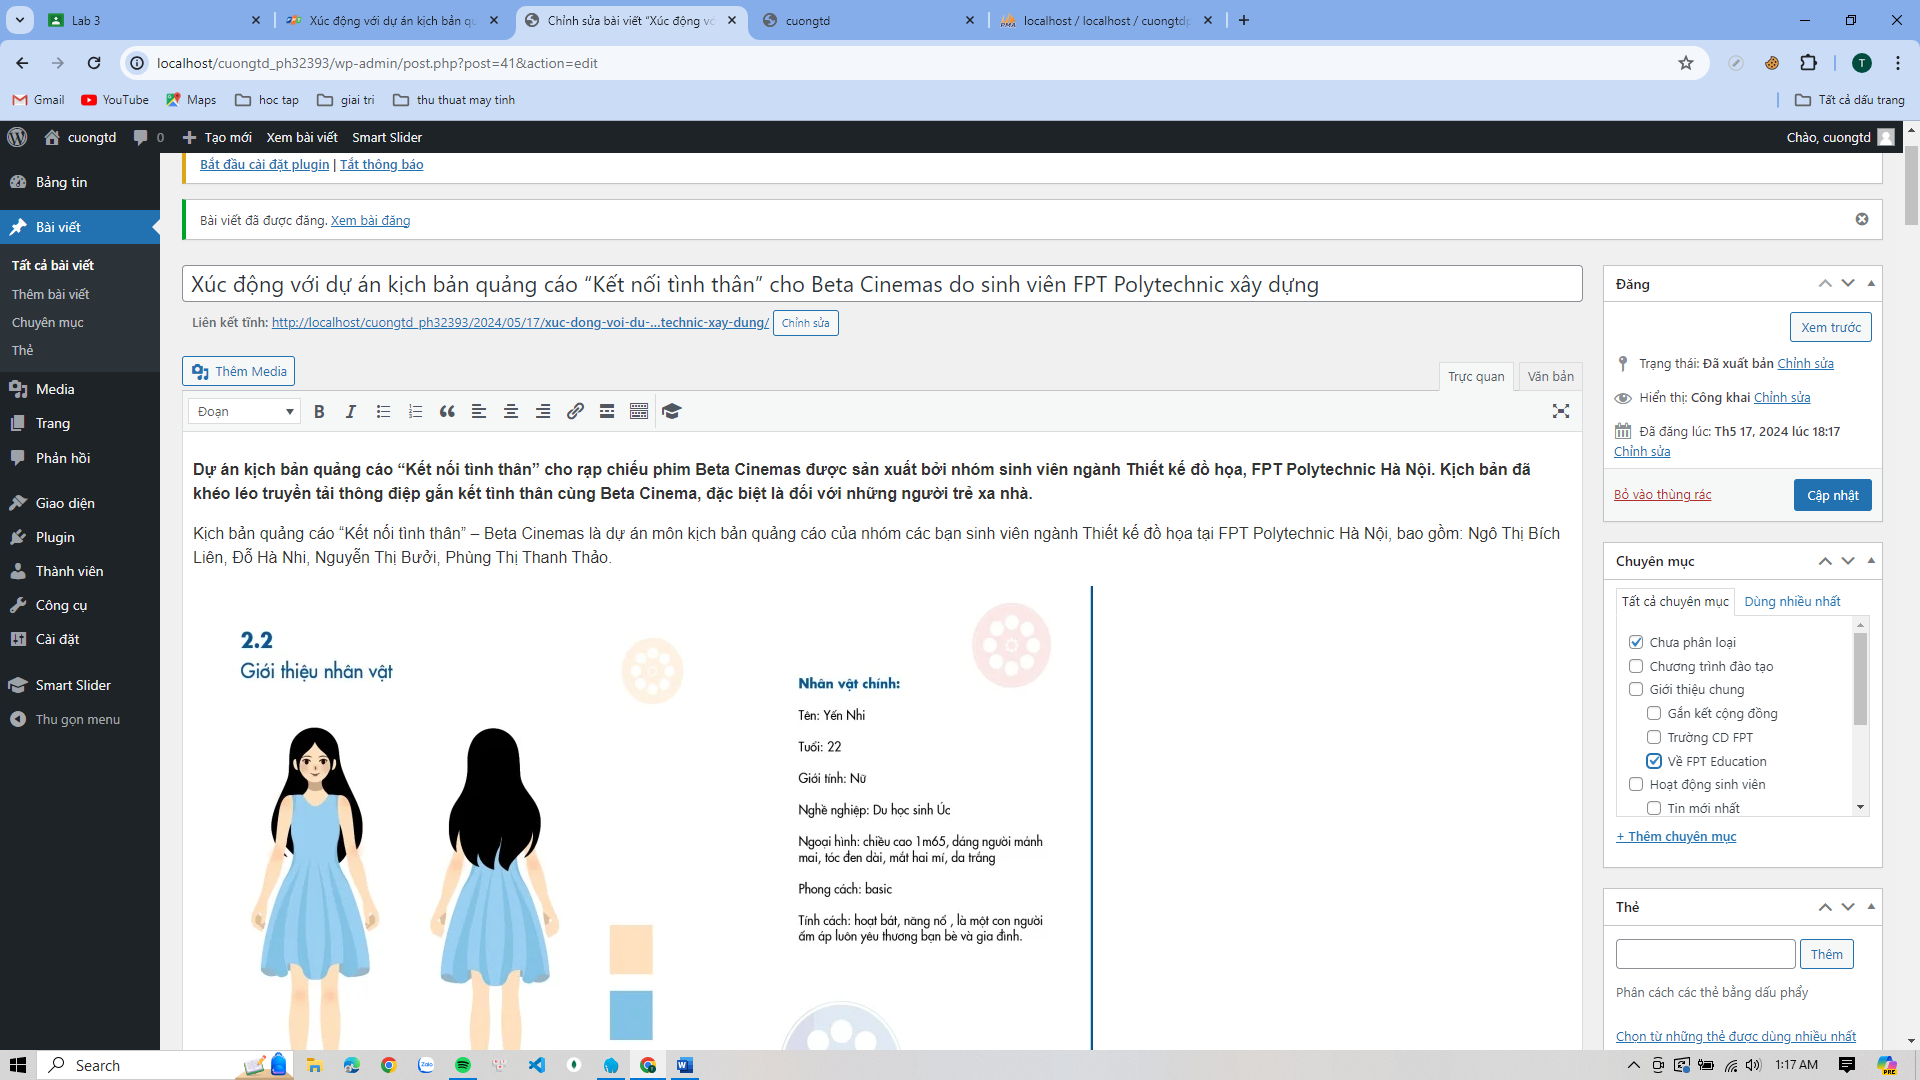 Lab 3
Xúc động với dự án kịch bản qu
Chỉnh sửa bài viết “Xúc động vớ
cuongtd
localhost / localhost / cuongtdp
localhost/cuongtd_ph32393/wp-admin/post.php?post=41&action=edit
T
Gmail
YouTube
Maps
hoc tap
giai tri
thu thuat may tinh
Tất cả dấu trang
cuongtd
0
Tạo mới
Xem bài viết
Smart Slider
Chào, cuongtd
Bảng tin
Bài viết
Tất cả bài viết
Thêm bài viết
Chuyên mục
Thẻ
Media
Trang
Phản hồi
Giao diện
Plugin
Thành viên
Công cụ
Cài đặt
Smart Slider
Thu gọn menu
Bắt đầu cài đặt plugin | Tắt thông báo
Bài viết đã được đăng. Xem bài đăng
Xúc động với dự án kịch bản quảng cáo “Kết nối tình thân” cho Beta Cinemas do sinh viên FPT Polytechnic xây dựng
Liên kết tĩnh: http://localhost/cuongtd_ph32393/2024/05/17/xuc-dong-voi-du-...technic-xay-dung/ Chỉnh sửa
Thêm Media
Trực quan
Văn bản
Đoạn
Dự án kịch bản quảng cáo “Kết nối tình thân” cho rạp chiếu phim Beta Cinemas được sản xuất bởi nhóm sinh viên ngành Thiết kế đồ họa, FPT Polytechnic Hà Nội. Kịch bản đã
khéo léo truyền tải thông điệp gắn kết tình thân cùng Beta Cinema, đặc biệt là đối với những người trẻ xa nhà.
Kịch bản quảng cáo “Kết nối tình thân” – Beta Cinemas là dự án môn kịch bản quảng cáo của nhóm các bạn sinh viên ngành Thiết kế đồ họa tại FPT Polytechnic Hà Nội, bao gồm: Ngô Thị Bích
Liên, Đỗ Hà Nhi, Nguyễn Thị Bưởi, Phùng Thị Thanh Thảo.
2.2
Giới thiệu nhân vật
Nhân vật chính:
Tên: Yến Nhi
Tuổi: 22
Giới tính: Nữ
Nghề nghiệp: Du học sinh Úc
Ngoại hình: chiều cao 1m65, dáng người mảnh
mai, tóc đen dài, mắt hai mí, da trắng
Phong cách: basic
Tính cách: hoạt bát, năng nổ , là một con người
ấm áp luôn yêu thương bạn bè và gia đình.
Đăng
Xem trước
Trạng thái: Đã xuất bản Chỉnh sửa
Hiển thị: Công khai Chỉnh sửa
Đã đăng lúc: Th5 17, 2024 lúc 18:17
Chỉnh sửa
Bỏ vào thùng rác
Cập nhật
Chuyên mục
Tất cả chuyên mục
Dùng nhiều nhất
Chưa phân loại
Chương trình đào tạo
Giới thiệu chung
Gắn kết cộng đồng
Trường CD FPT
Về FPT Education
Hoạt động sinh viên
Tin mới nhất
+ Thêm chuyên mục
Thẻ
Thêm
Phân cách các thẻ bằng dấu phẩy
Chọn từ những thẻ được dùng nhiều nhất
Search
Zalo
1:17 AM
PRE